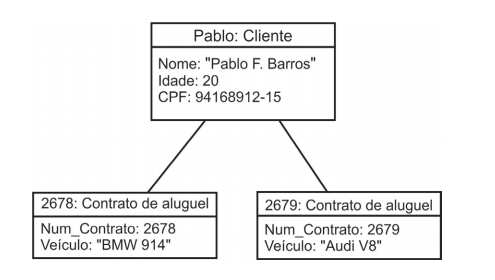 Pablo: Cliente
Nome: "Pablo F. Barros"
Idade: 20
CPF: 94168912-15
2678: Contrato de aluguel
Num_Contrato: 2678
Veículo: "BMW 914"
2679: Contrato de aluguel
Num_Contrato: 2679
Veículo: "Audi V8"